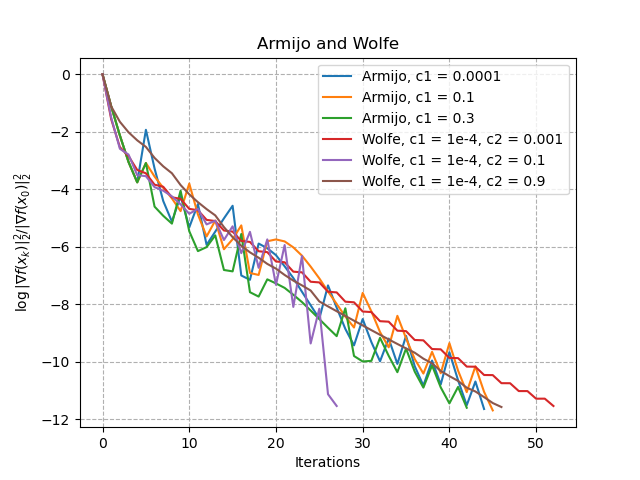 Armijo and Wolfe
Armijo, c1 = 0.0001
Armijo, c1 = 0.1
Armijo, c1 = 0.3
Wolfe, c1 = 1e-4, c2 = 0.001
Wolfe, c1 = 1e-4, c2 = 0.1
Wolfe, c1 = 1e-4, c2 = 0.9
log |∇f(x_k)|_2^2/|∇f(x_0)|_2^2
0
−2
−4
−6
−8
−10
−12
0 10 20 30 40 50
Iterations